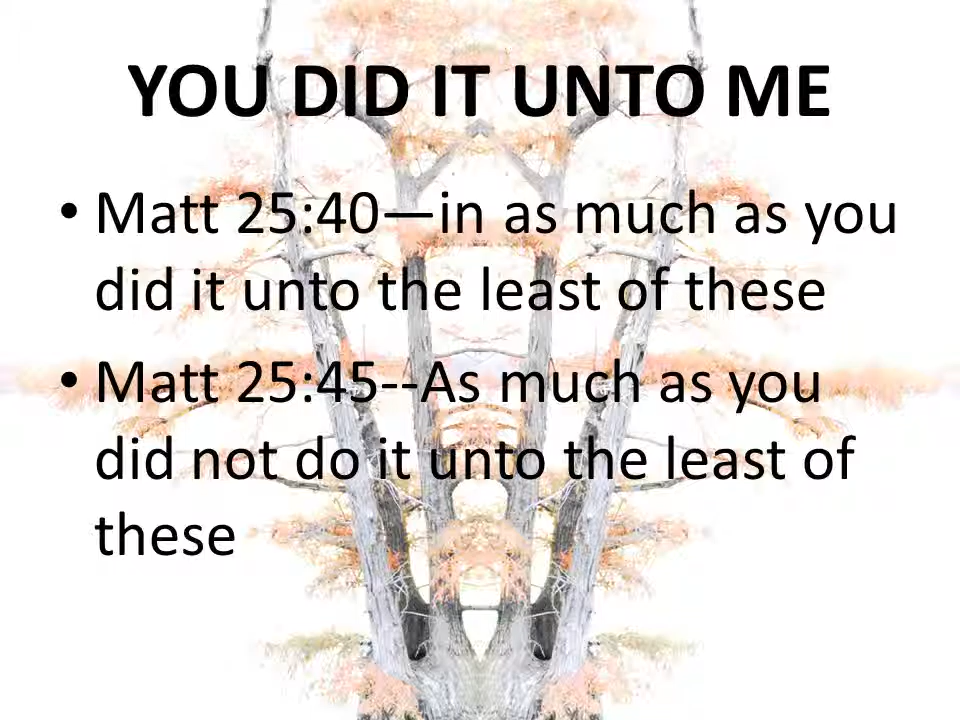 YOU DID IT UNTO ME
• Matt 25:40—in as much as you
did it unto the least of these
• Matt 25:45--As much as you
did not do it unto the least of
these